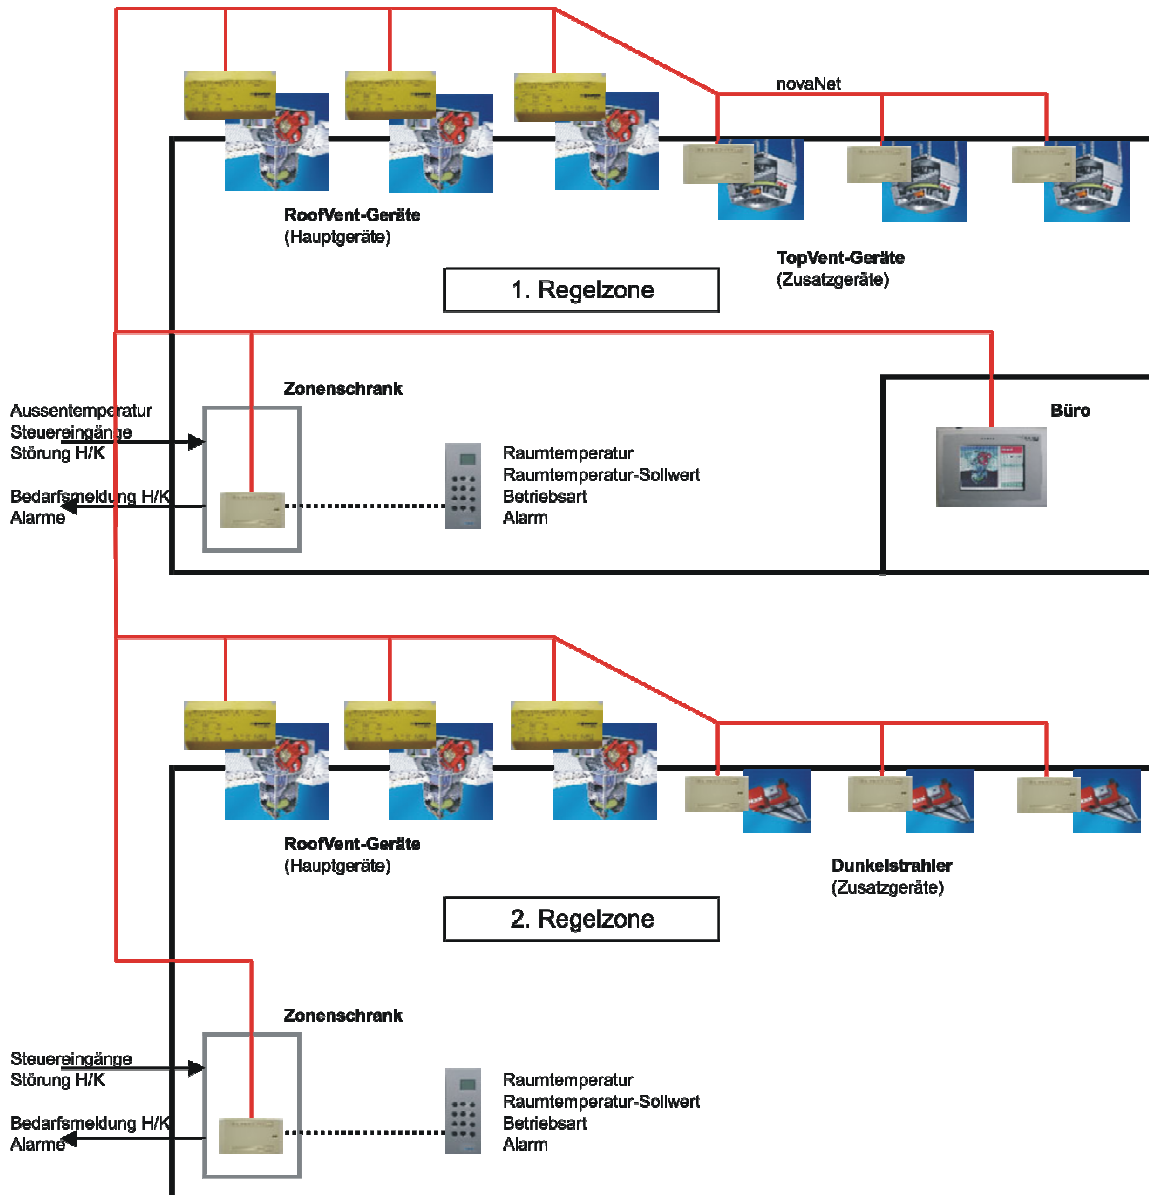 novaNet
RoofVent-Geräte
(Hauptgeräte)
TopVent-Geräte
(Zusatzgeräte)
1. Regelzone
Zonenschrank
Büro
Aussentemperatur
Steuereingänge
Störung H/K
Bedarfsmeldung H/K
Alarme
Raumtemperatur
Raumtemperatur-Sollwert
Betriebsart
Alarm
RoofVent-Geräte
(Hauptgeräte)
Dunkelstrahler
(Zusatzgeräte)
2. Regelzone
Zonenschrank
Steuereingänge
Störung H/K
Bedarfsmeldung H/K
Alarme
Raumtemperatur
Raumtemperatur-Sollwert
Betriebsart
Alarm